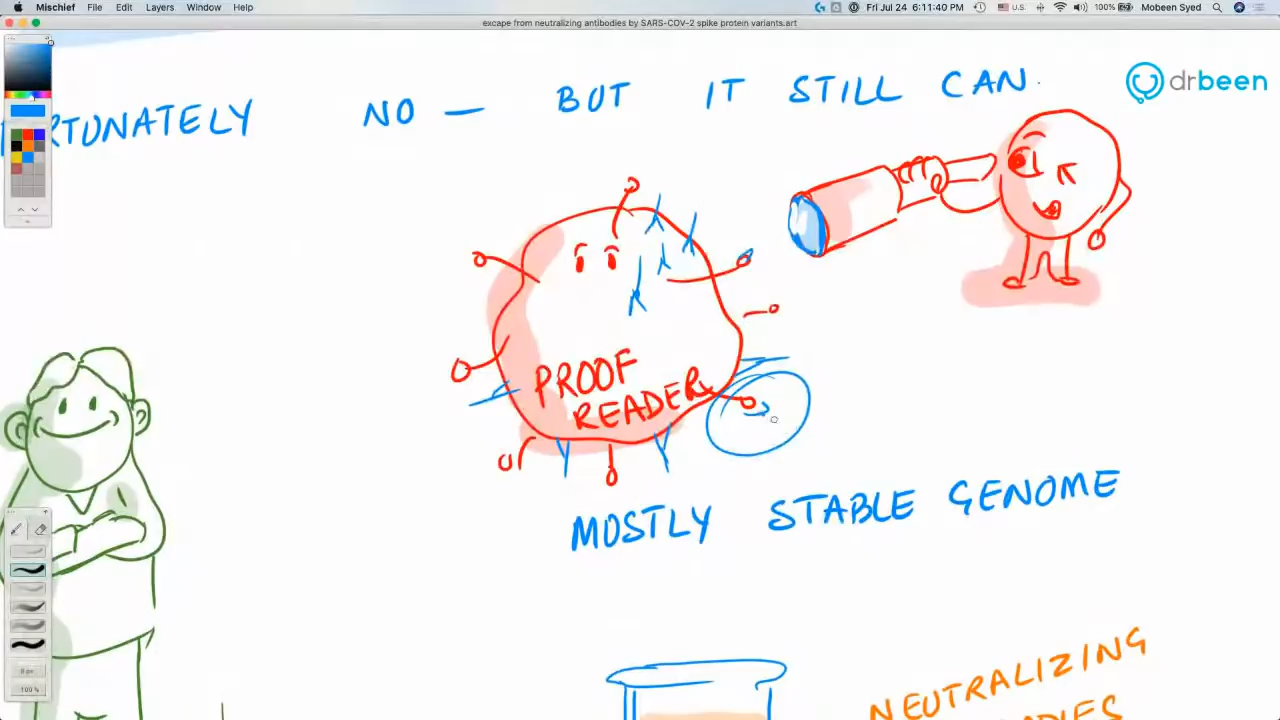 Mischief File Edit Layers Window Help
U.S. 100% Fri Jul 24 6:11:40 PM Mobeen Syed
excape from neutralizing antibodies by SARS-COV-2 spike protein variants.art
RTUNATELY NO — BUT IT STILL CAN
drbeen
PROOF
READER
MOSTLY STABLE GENOME
NEUTRALIZING
100 %